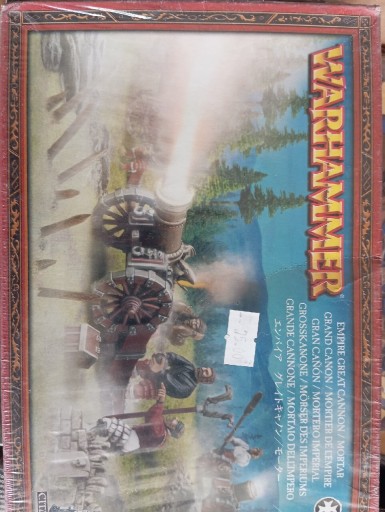 WARHAMMER®
EMPIRE GREAT CANNON / MORTAR
GRAND CANON / MORTIER DE L'EMPIRE
GRAN CAÑON / MORTERO IMPERIAL
GROSSKANONE / MÖRSER DES IMPERIUMS
GRANDE CANNONE / MORTAIO DELL'IMPERO
エンパイア グレイトキャノン/モーター